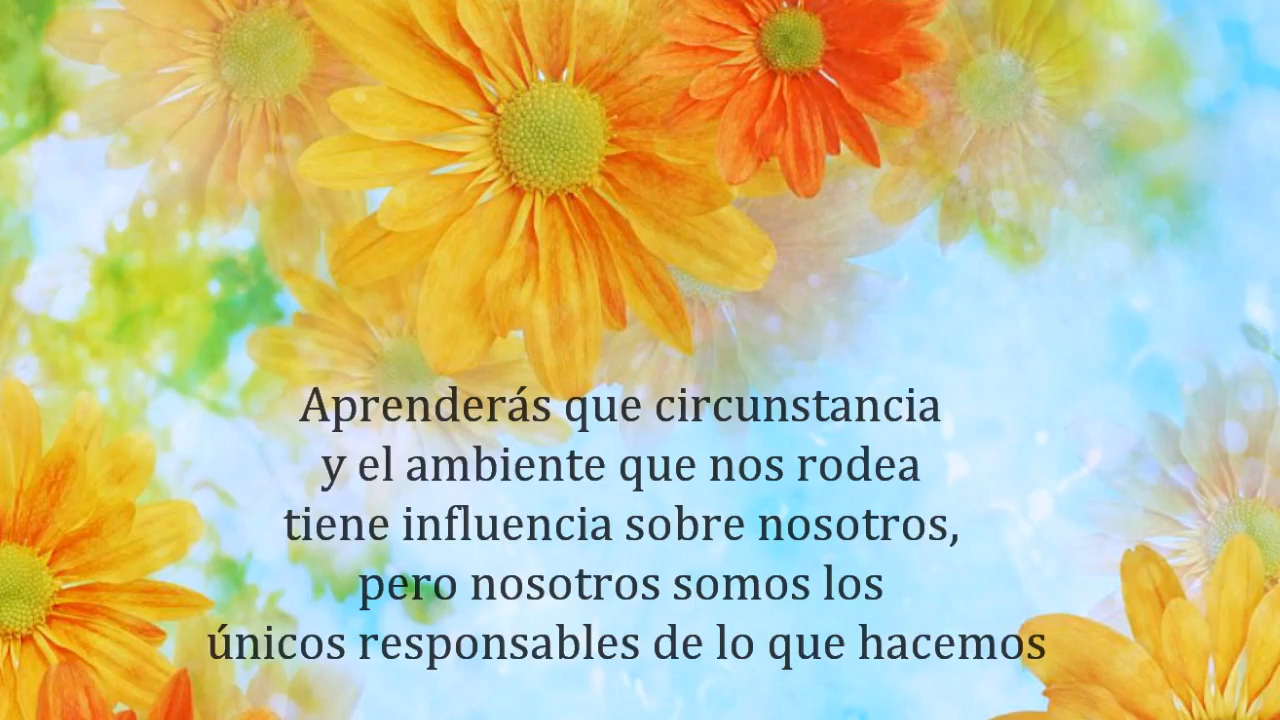 Aprenderás que circunstancia
y el ambiente que nos rodea
tiene influencia sobre nosotros,
pero nosotros somos los
únicos responsables de lo que hacemos